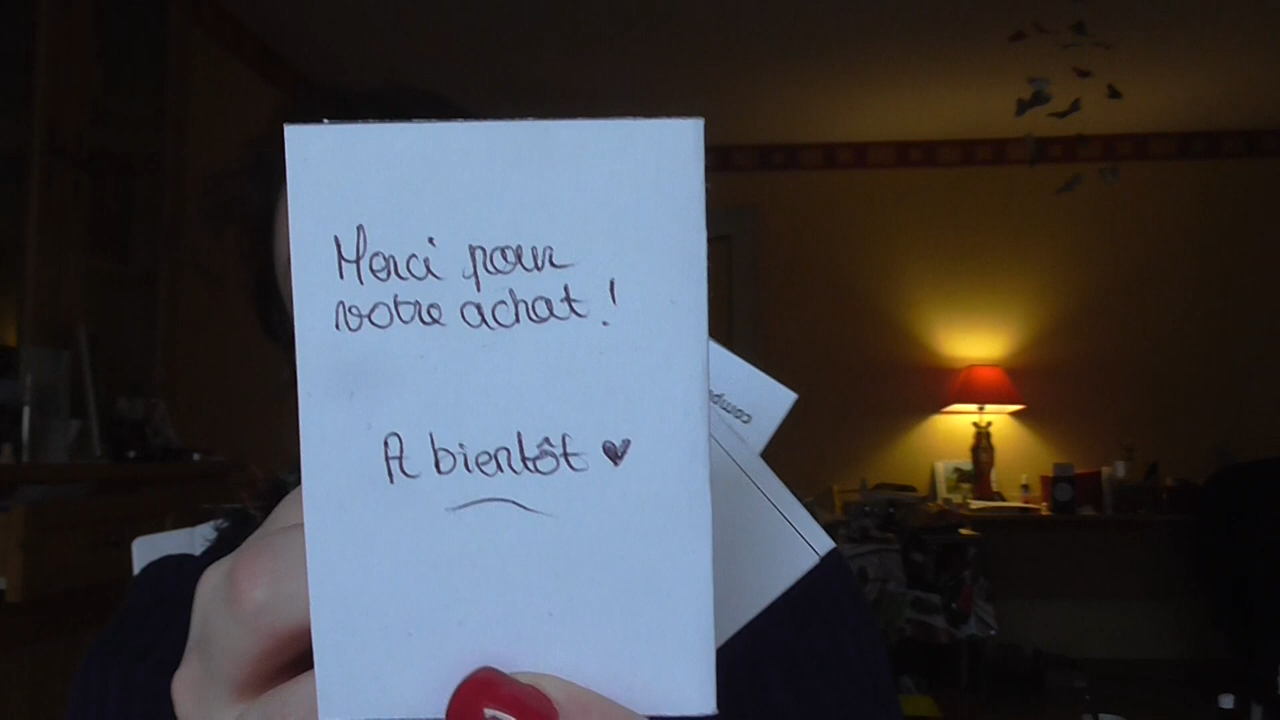 Merci pour
votre achat !
A bientôt ♥